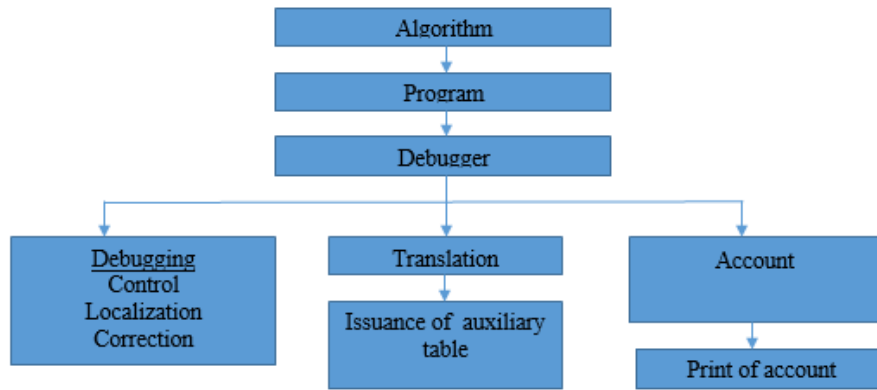 Algorithm
Program
Debugger
Debugging
Control
Localization
Correction
Translation
Issuance of auxiliary
table
Account
Print of account